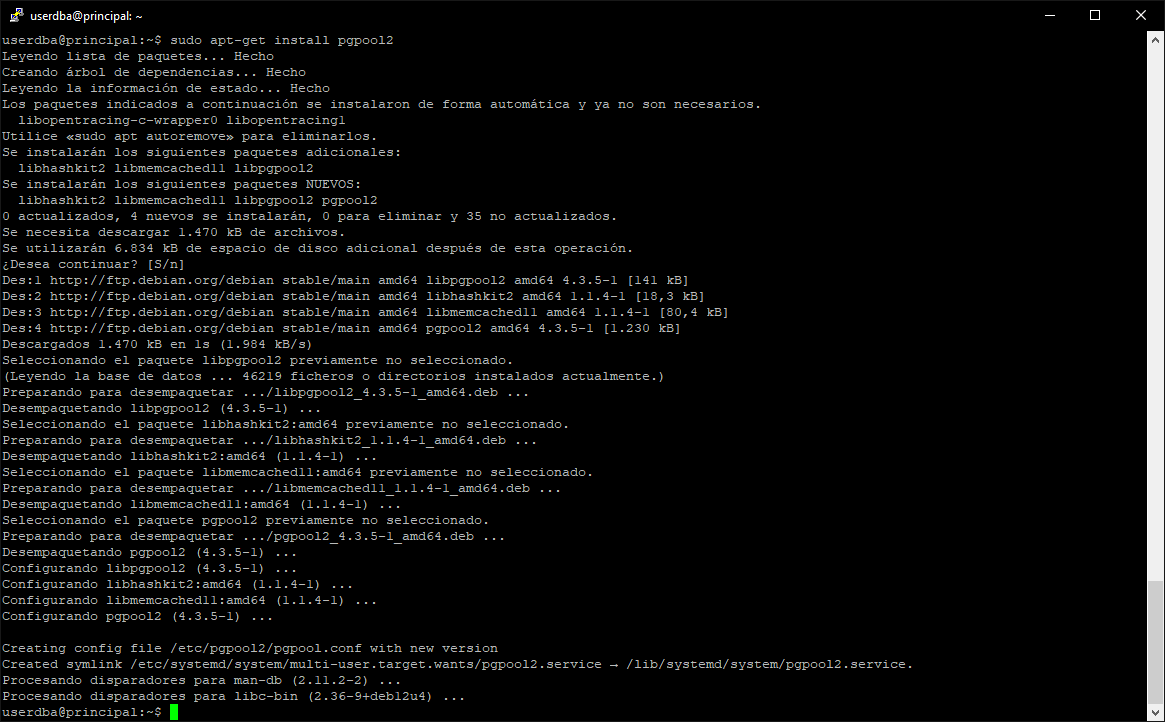 userdba@principal: ~
userdba@principal:~$ sudo apt-get install pgpool2
Leyendo lista de paquetes... Hecho
Creando árbol de dependencias... Hecho
Leyendo la información de estado... Hecho
Los paquetes indicados a continuación se instalaron de forma automática y ya no son necesarios.
  libopentracing-c-wrapper0 libopentracing1
Utilice «sudo apt autoremove» para eliminarlos.
Se instalarán los siguientes paquetes adicionales:
  libhashkit2 libmemcached11 libpgpool2
Se instalarán los siguientes paquetes NUEVOS:
  libhashkit2 libmemcached11 libpgpool2 pgpool2
0 actualizados, 4 nuevos se instalarán, 0 para eliminar y 35 no actualizados.
Se necesita descargar 1.470 kB de archivos.
Se utilizarán 6.834 kB de espacio de disco adicional después de esta operación.
¿Desea continuar? [S/n]
Des:1 http://ftp.debian.org/debian stable/main amd64 libpgpool2 amd64 4.3.5-1 [141 kB]
Des:2 http://ftp.debian.org/debian stable/main amd64 libhashkit2 amd64 1.1.4-1 [18,3 kB]
Des:3 http://ftp.debian.org/debian stable/main amd64 libmemcached11 amd64 1.1.4-1 [80,4 kB]
Des:4 http://ftp.debian.org/debian stable/main amd64 pgpool2 amd64 4.3.5-1 [1.230 kB]
Descargados 1.470 kB en 1s (1.984 kB/s)
Seleccionando el paquete libpgpool2 previamente no seleccionado.
(Leyendo la base de datos ... 46219 ficheros o directorios instalados actualmente.)
Preparando para desempaquetar .../libpgpool2_4.3.5-1_amd64.deb ...
Desempaquetando libpgpool2 (4.3.5-1) ...
Seleccionando el paquete libhashkit2:amd64 previamente no seleccionado.
Preparando para desempaquetar .../libhashkit2_1.1.4-1_amd64.deb ...
Desempaquetando libhashkit2:amd64 (1.1.4-1) ...
Seleccionando el paquete libmemcached11:amd64 previamente no seleccionado.
Preparando para desempaquetar .../libmemcached11_1.1.4-1_amd64.deb ...
Desempaquetando libmemcached11:amd64 (1.1.4-1) ...
Seleccionando el paquete pgpool2 previamente no seleccionado.
Preparando para desempaquetar .../pgpool2_4.3.5-1_amd64.deb ...
Desempaquetando pgpool2 (4.3.5-1) ...
Configurando libpgpool2 (4.3.5-1) ...
Configurando libhashkit2:amd64 (1.1.4-1) ...
Configurando libmemcached11:amd64 (1.1.4-1) ...
Configurando pgpool2 (4.3.5-1) ...

Creating config file /etc/pgpool2/pgpool.conf with new version
Created symlink /etc/systemd/system/multi-user.target.wants/pgpool2.service → /lib/systemd/system/pgpool2.service.
Procesando disparadores para man-db (2.11.2-2) ...
Procesando disparadores para libc-bin (2.36-9+deb12u4) ...
userdba@principal:~$